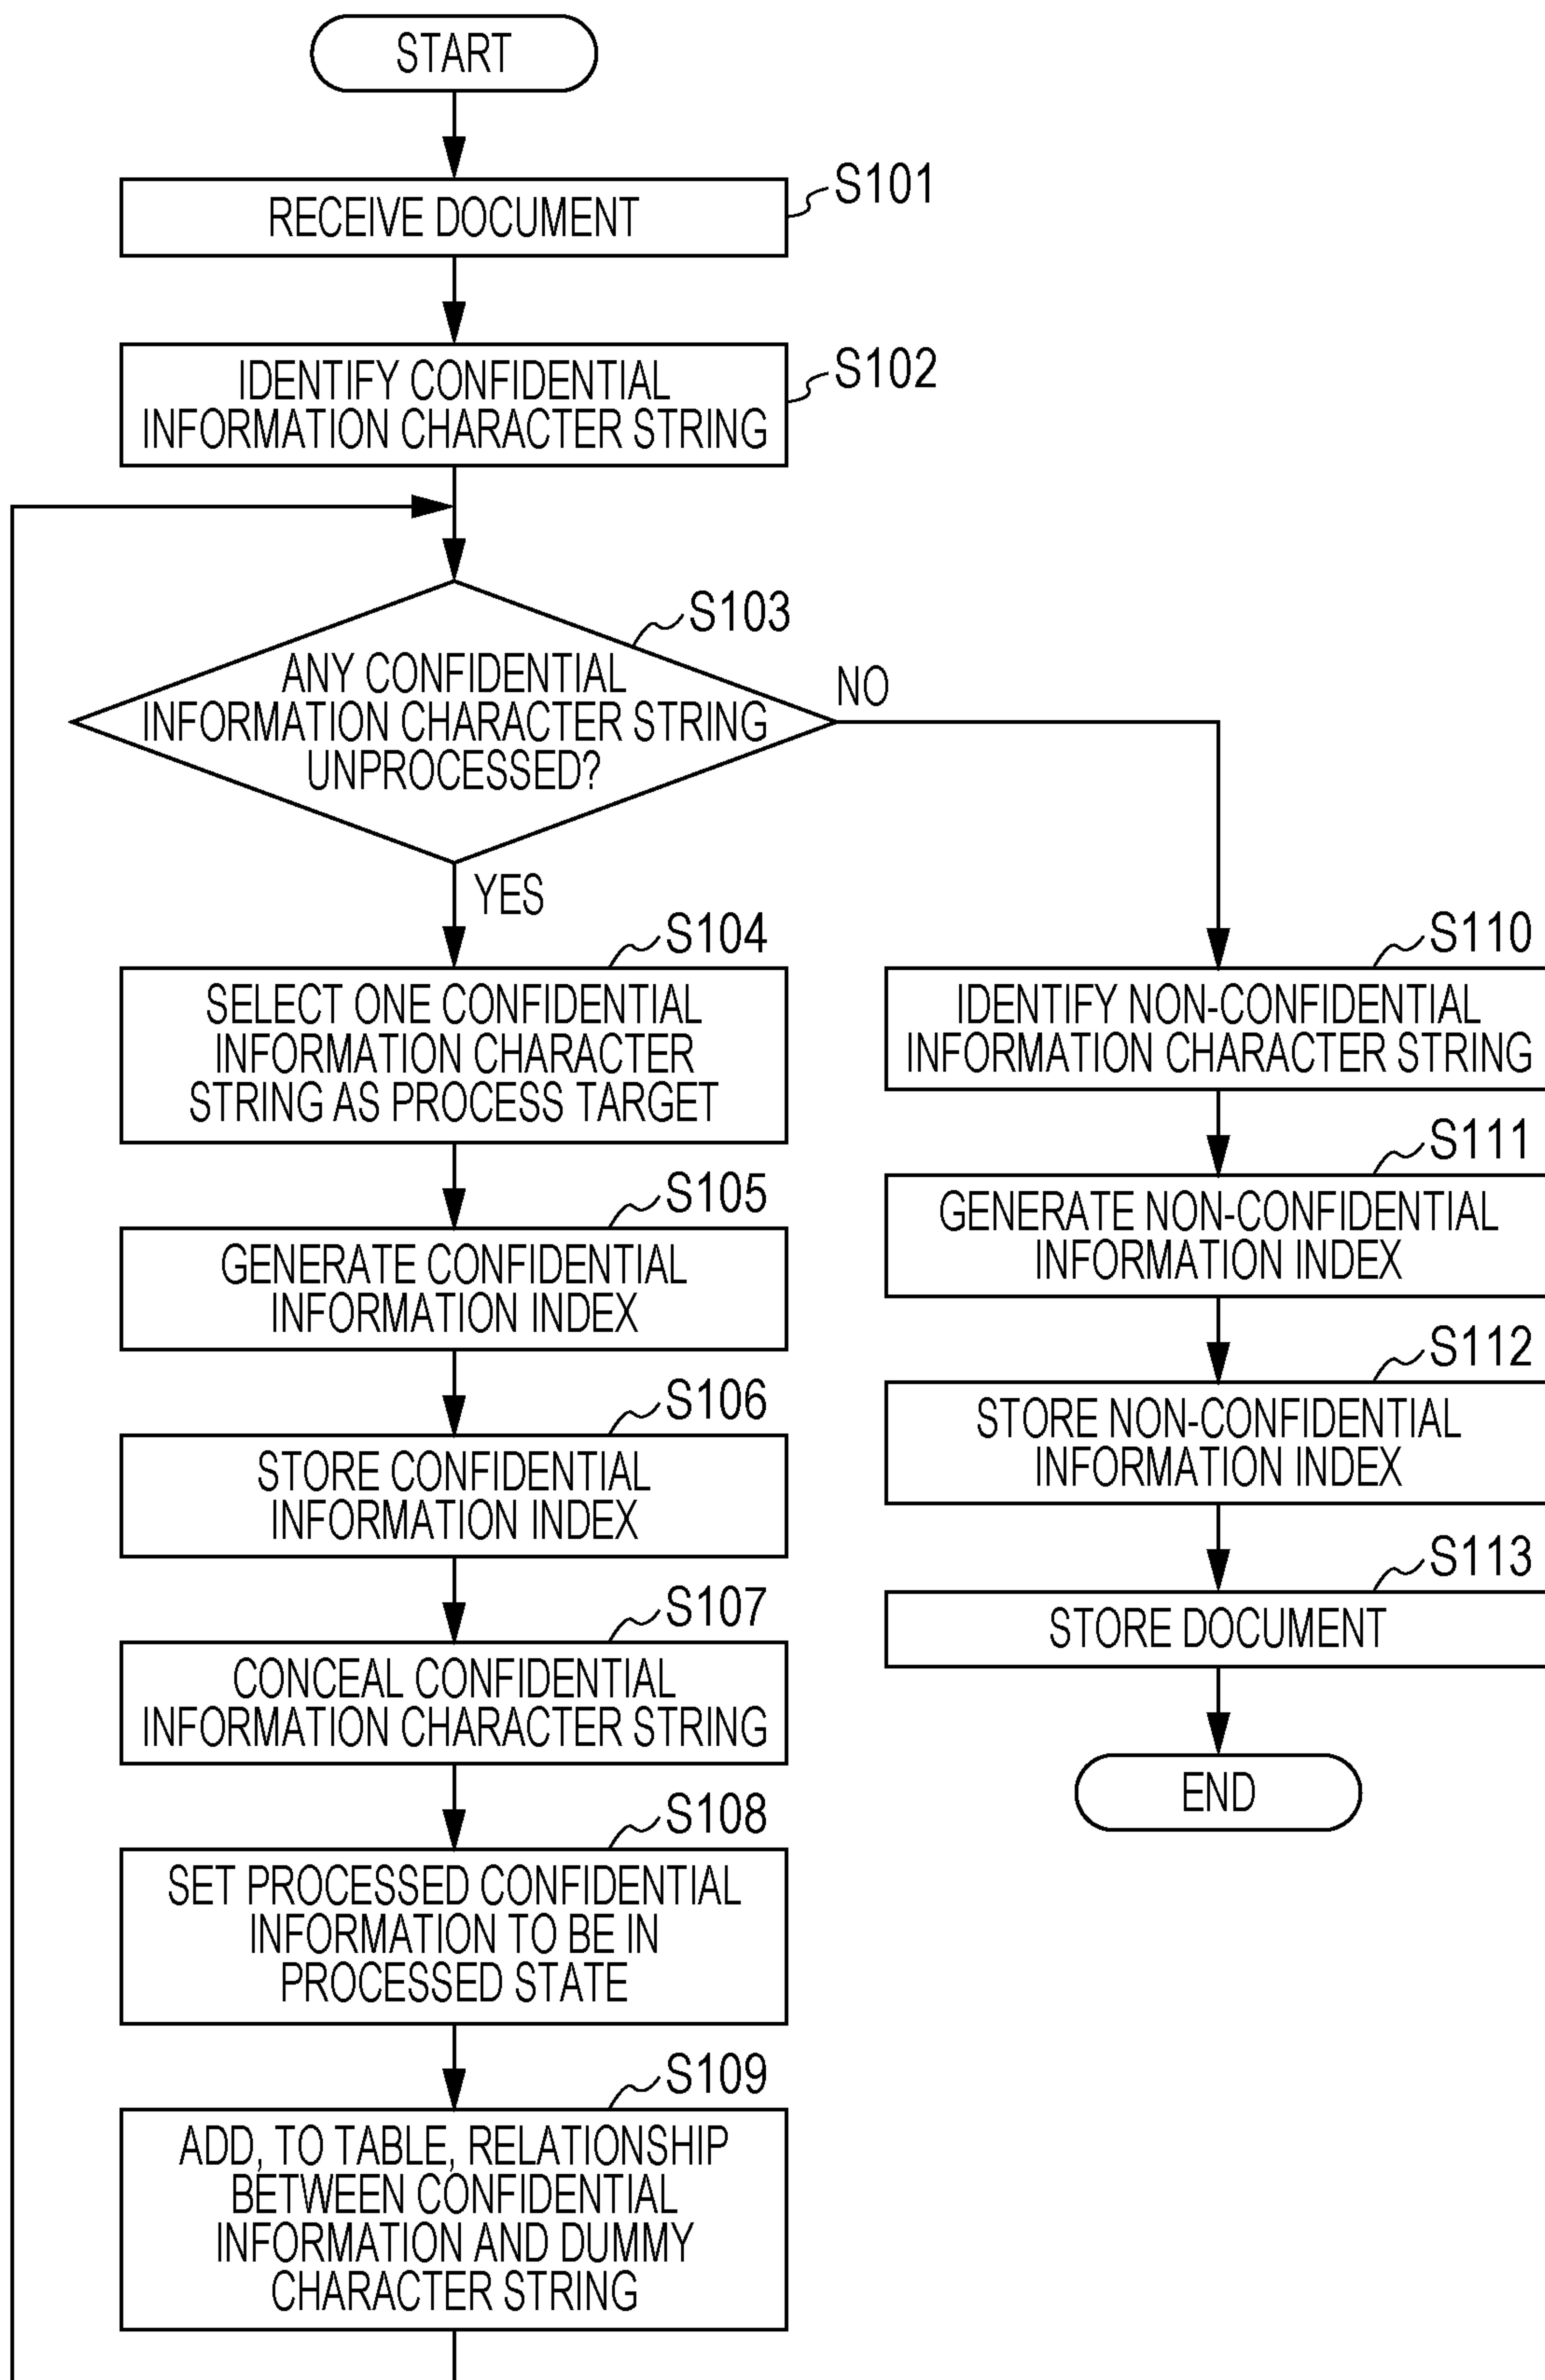 START
S101
RECEIVE DOCUMENT
S102
IDENTIFY CONFIDENTIAL
INFORMATION CHARACTER STRING
S103
ANY CONFIDENTIAL
INFORMATION CHARACTER STRING
UNPROCESSED?
NO
YES
S104
SELECT ONE CONFIDENTIAL
INFORMATION CHARACTER
STRING AS PROCESS TARGET
S105
GENERATE CONFIDENTIAL
INFORMATION INDEX
S106
STORE CONFIDENTIAL
INFORMATION INDEX
S107
CONCEAL CONFIDENTIAL
INFORMATION CHARACTER STRING
S108
SET PROCESSED CONFIDENTIAL
INFORMATION TO BE IN
PROCESSED STATE
S109
ADD, TO TABLE, RELATIONSHIP
BETWEEN CONFIDENTIAL
INFORMATION AND DUMMY
CHARACTER STRING
S110
IDENTIFY NON-CONFIDENTIAL
INFORMATION CHARACTER STRING
S111
GENERATE NON-CONFIDENTIAL
INFORMATION INDEX
S112
STORE NON-CONFIDENTIAL
INFORMATION INDEX
S113
STORE DOCUMENT
END